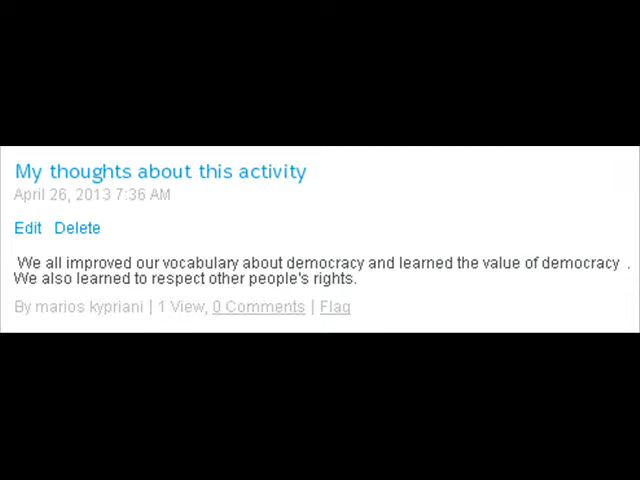 My thoughts about this activity
April 26, 2013 7:36 AM
Edit Delete
We all improved our vocabulary about democracy and learned the value of democracy .
We also learned to respect other people's rights.
By marios kypriani | 1 View, 0 Comments | Flag